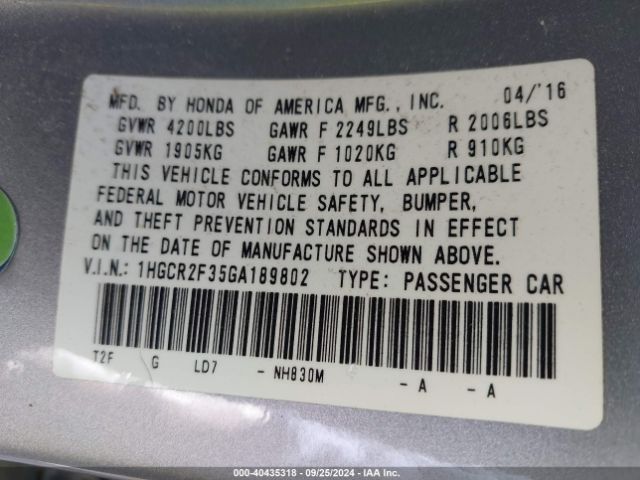 MFD. BY HONDA OF AMERICA MFG., INC. 04/'16
GVWR 4200LBS GAWR F 2249LBS R 2006LBS
GVWR 1905KG GAWR F 1020KG R 910KG
THIS VEHICLE CONFORMS TO ALL APPLICABLE
FEDERAL MOTOR VEHICLE SAFETY, BUMPER,
AND THEFT PREVENTION STANDARDS IN EFFECT
ON THE DATE OF MANUFACTURE SHOWN ABOVE.
V.I.N.: 1HGCR2F35GA189802 TYPE: PASSENGER CAR
T2F G LD7 - NH830M - A - A
000-40435318 - 09/25/2024 - IAA Inc.